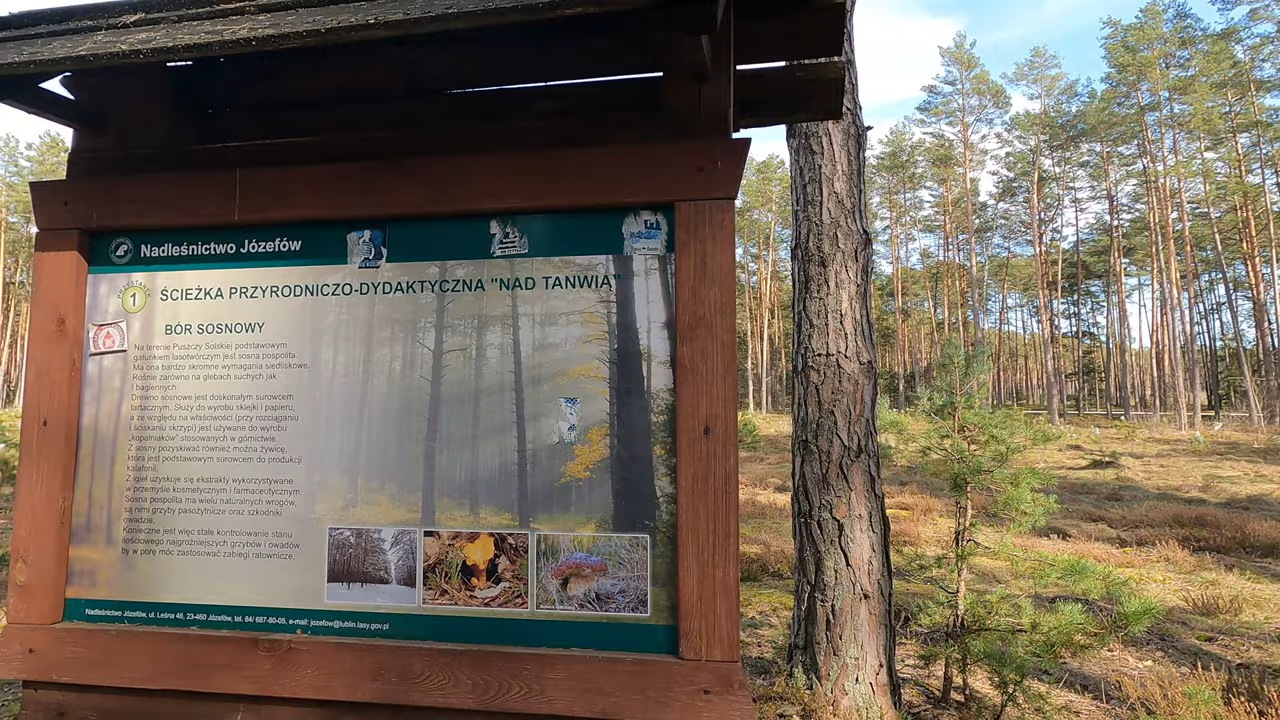 Nadleśnictwo Józefów
1
ŚCIEŻKA PRZYRODNICZO-DYDAKTYCZNA "NAD TANWIĄ"
BÓR SOSNOWY
Na terenie Puszczy Solskiej podstawowym
gatunkiem lasotwórczym jest sosna pospolita.
Ma ona bardzo skromne wymagania siedliskowe.
Rośnie zarówno na glebach suchych jak
i bagiennych.
Drewno sosnowe jest doskonałym surowcem
tartacznym. Służy do wyrobu sklejki i papieru,
a ze względu na właściwości (przy rozciąganiu
i ściskaniu skrzypi) jest używane do wyrobu
„kopalniaków" stosowanych w górnictwie.
Z sosny pozyskiwać również można żywicę,
która jest podstawowym surowcem do produkcji
kalafonii.
Z igieł uzyskuje się ekstrakty wykorzystywane
w przemyśle kosmetycznym i farmaceutycznym.
Sosna pospolita ma wielu naturalnych wrogów,
są nimi grzyby pasożytnicze oraz szkodniki
owadzie.
Konieczne jest więc stałe kontrolowanie stanu
ilościowego najgroźniejszych grzybów i owadów,
by w porę móc zastosować zabiegi ratownicze.
Nadleśnictwo Józefów, ul. Leśna 46, 23-460 Józefów, tel. 84/ 687-80-05, e-mail: jozefow@lublin.lasy.gov.pl